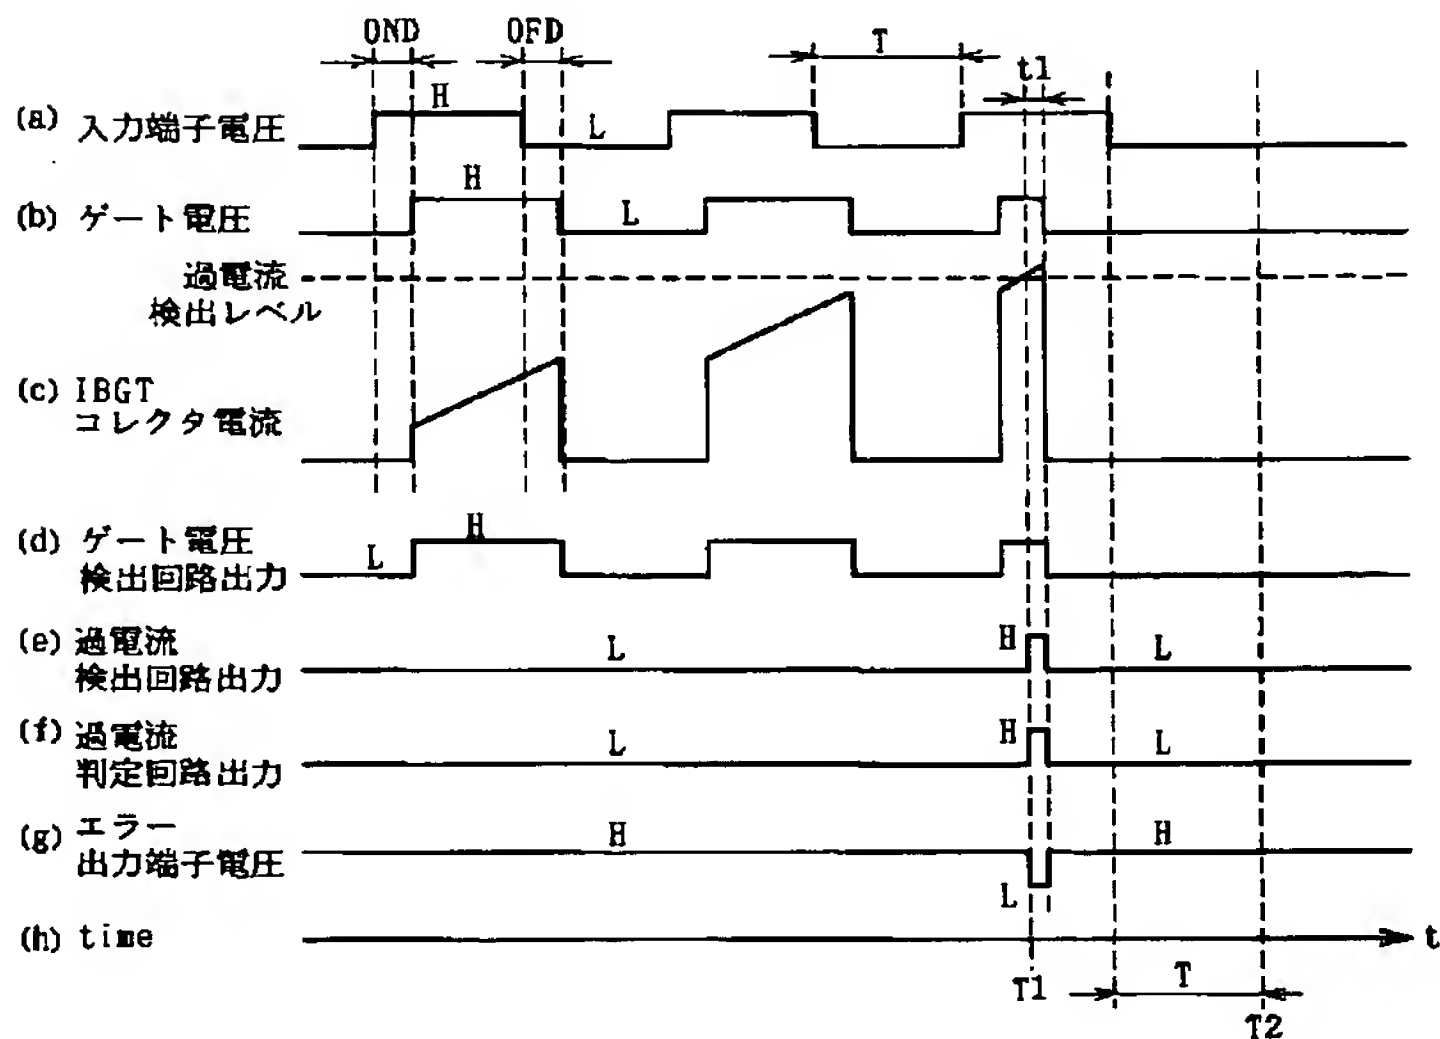 OND OFD T t1
(a) 入力端子電圧 H L
(b) ゲート電圧 H L
過電流
検出レベル
(c) IBGT
コレクタ電流
(d) ゲート電圧 L H
検出回路出力
(e) 過電流 L H L
検出回路出力
(f) 過電流 L H L
判定回路出力
(g) エラー H H
出力端子電圧 L
(h) time t
T1 T
T2